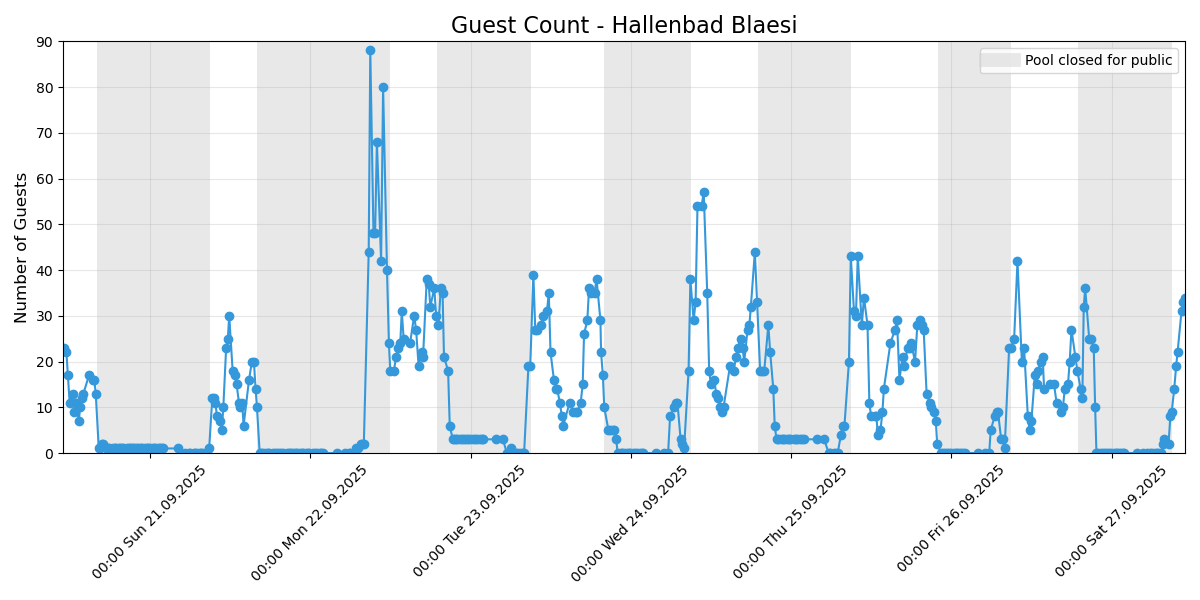 Guest Count - Hallenbad Blaesi
Pool closed for public
Number of Guests
90
80
70
60
50
40
30
20
10
0
00:00 Sun 21.09.2025
00:00 Mon 22.09.2025
00:00 Tue 23.09.2025
00:00 Wed 24.09.2025
00:00 Thu 25.09.2025
00:00 Fri 26.09.2025
00:00 Sat 27.09.2025